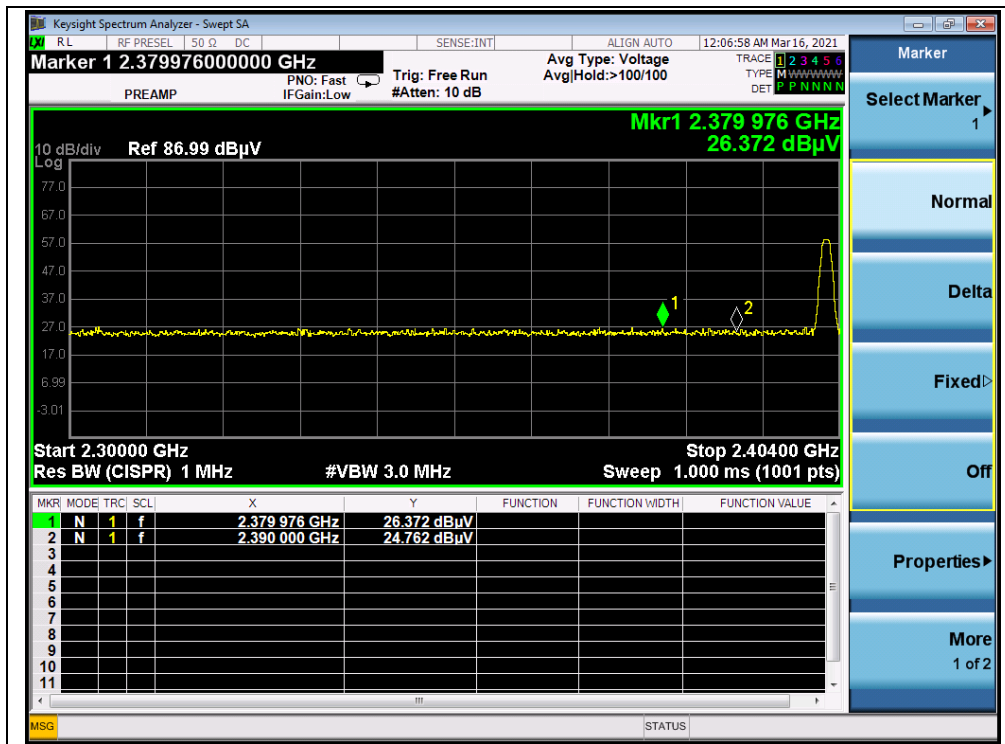 Keysight Spectrum Analyzer - Swept SA
LXI RL RF PRESEL 50 Ω DC SENSE:INT ALIGN AUTO 12:06:58 AM Mar 16, 2021
Marker 1 2.379976000000 GHz
PREAMP
PNO: Fast
IFGain:Low
Trig: Free Run
#Atten: 10 dB
Avg Type: Voltage
Avg|Hold:>100/100
TRACE 1 2 3 4 5 6
TYPE M WWWWW
DET P P N N N N
Mkr1 2.379 976 GHz
26.372 dBµV
10 dB/div Ref 86.99 dBµV
Log
77.0
67.0
57.0
47.0
37.0
27.0
17.0
6.99
-3.01
1
2
Start 2.30000 GHz Stop 2.40400 GHz
Res BW (CISPR) 1 MHz #VBW 3.0 MHz Sweep 1.000 ms (1001 pts)
MKR MODE TRC SCL X Y FUNCTION FUNCTION WIDTH FUNCTION VALUE
1 N 1 f 2.379 976 GHz 26.372 dBµV
2 N 1 f 2.390 000 GHz 24.762 dBµV
3
4
5
6
7
8
9
10
11
MSG STATUS
Marker
Select Marker
1
Normal
Delta
Fixed
Off
Properties
More
1 of 2